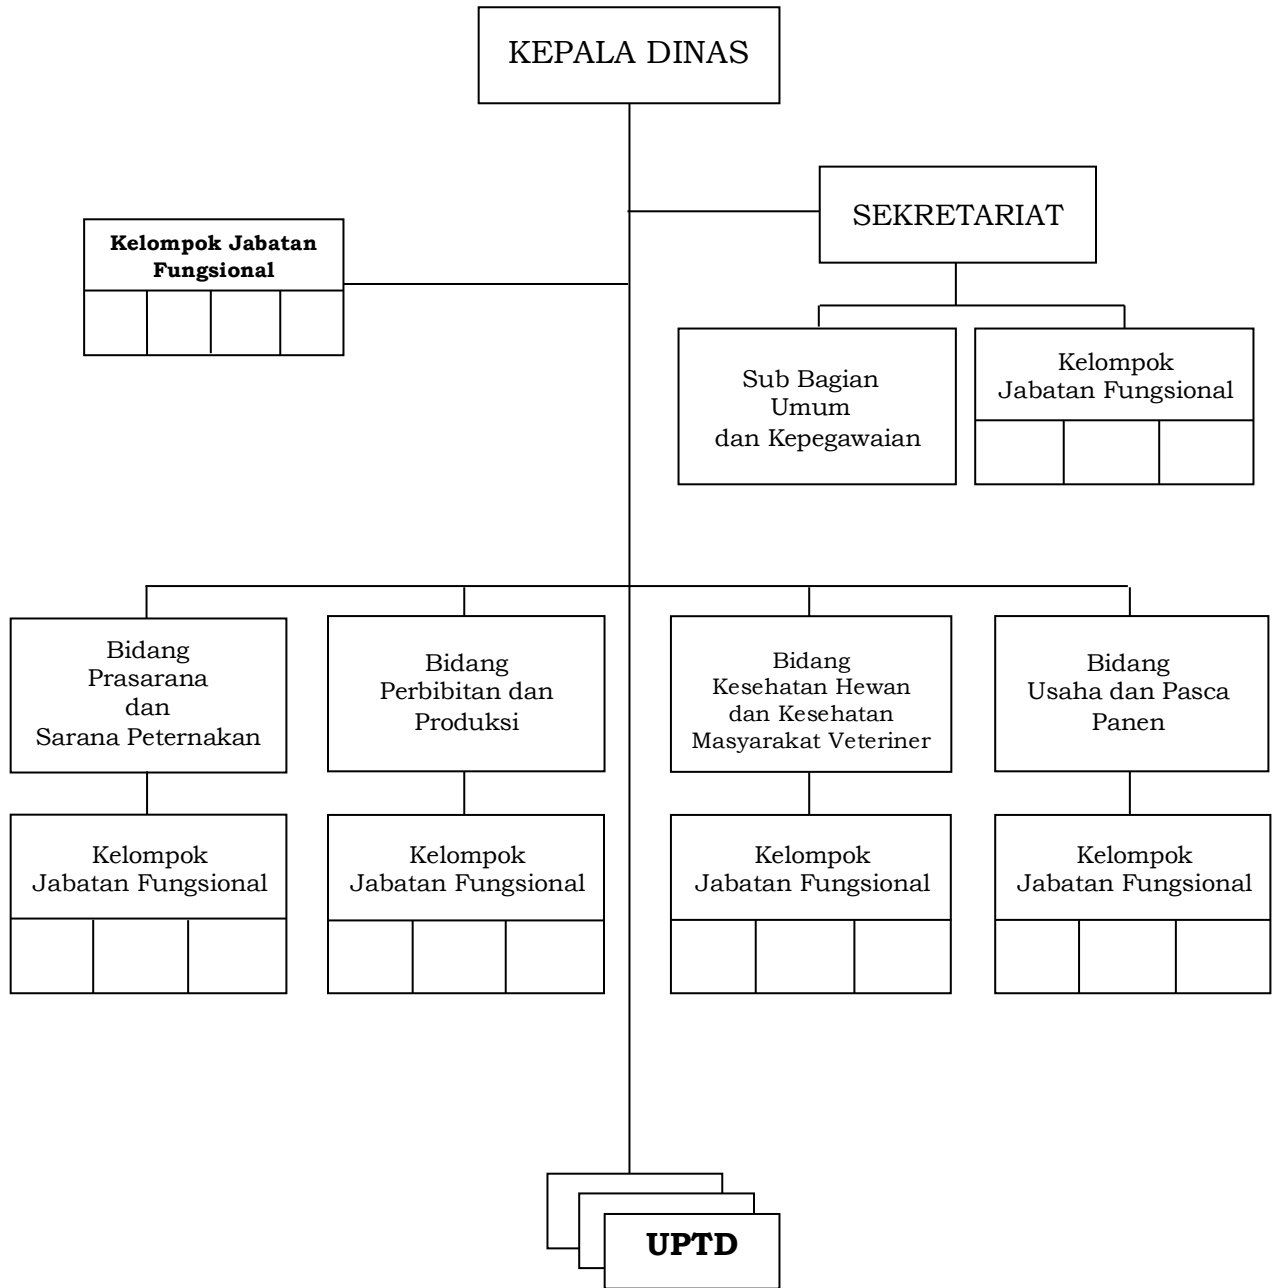 KEPALA DINAS
SEKRETARIAT
Kelompok Jabatan
Fungsional
Sub Bagian
Umum
dan Kepegawaian
Kelompok
Jabatan Fungsional
Bidang
Prasarana
dan
Sarana Peternakan
Bidang
Perbibitan dan
Produksi
Bidang
Kesehatan Hewan
dan Kesehatan
Masyarakat Veteriner
Bidang
Usaha dan Pasca
Panen
Kelompok
Jabatan Fungsional
Kelompok
Jabatan Fungsional
Kelompok
Jabatan Fungsional
Kelompok
Jabatan Fungsional
UPTD